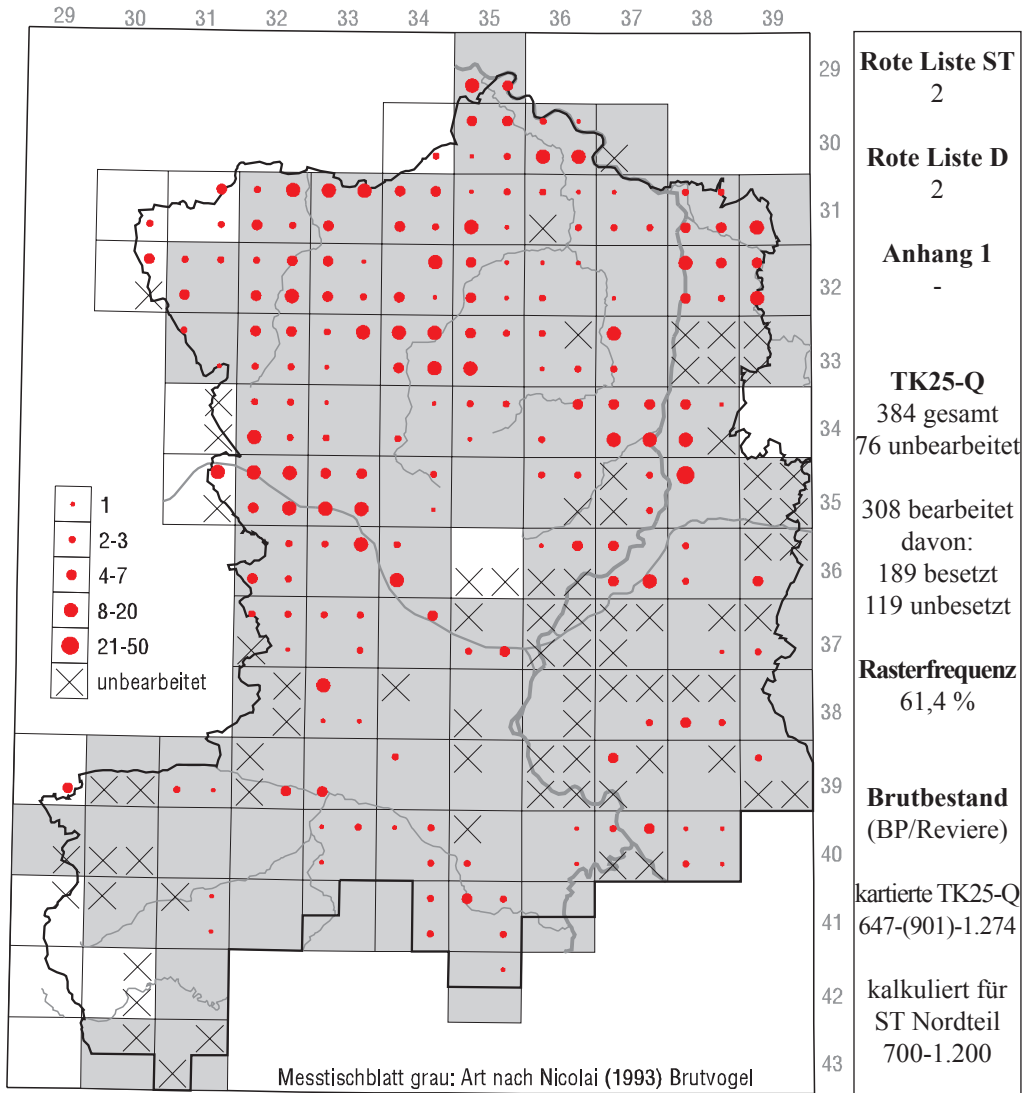 29 30 31 32 33 34 35 36 37 38 39
29
30
31
32
33
34
35
36
37
38
39
40
41
42
43
1
2-3
4-7
8-20
21-50
unbearbeitet
Messtischblatt grau: Art nach Nicolai (1993) Brutvogel
Rote Liste ST
2
Rote Liste D
2
Anhang 1
-
TK25-Q
384 gesamt
76 unbearbeitet
308 bearbeitet
davon:
189 besetzt
119 unbesetzt
Rasterfrequenz
61,4 %
Brutbestand
(BP/Reviere)
kartierte TK25-Q
647-(901)-1.274
kalkuliert für
ST Nordteil
700-1.200